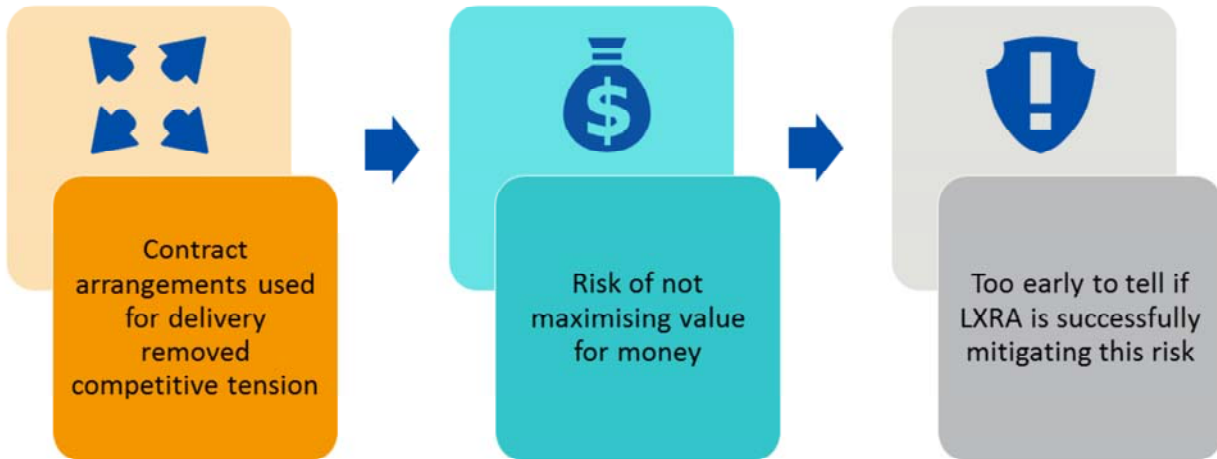 $
!
Contract
arrangements used
for delivery
removed
competitive tension
Risk of not
maximising value
for money
Too early to tell if
LXRA is successfully
mitigating this risk